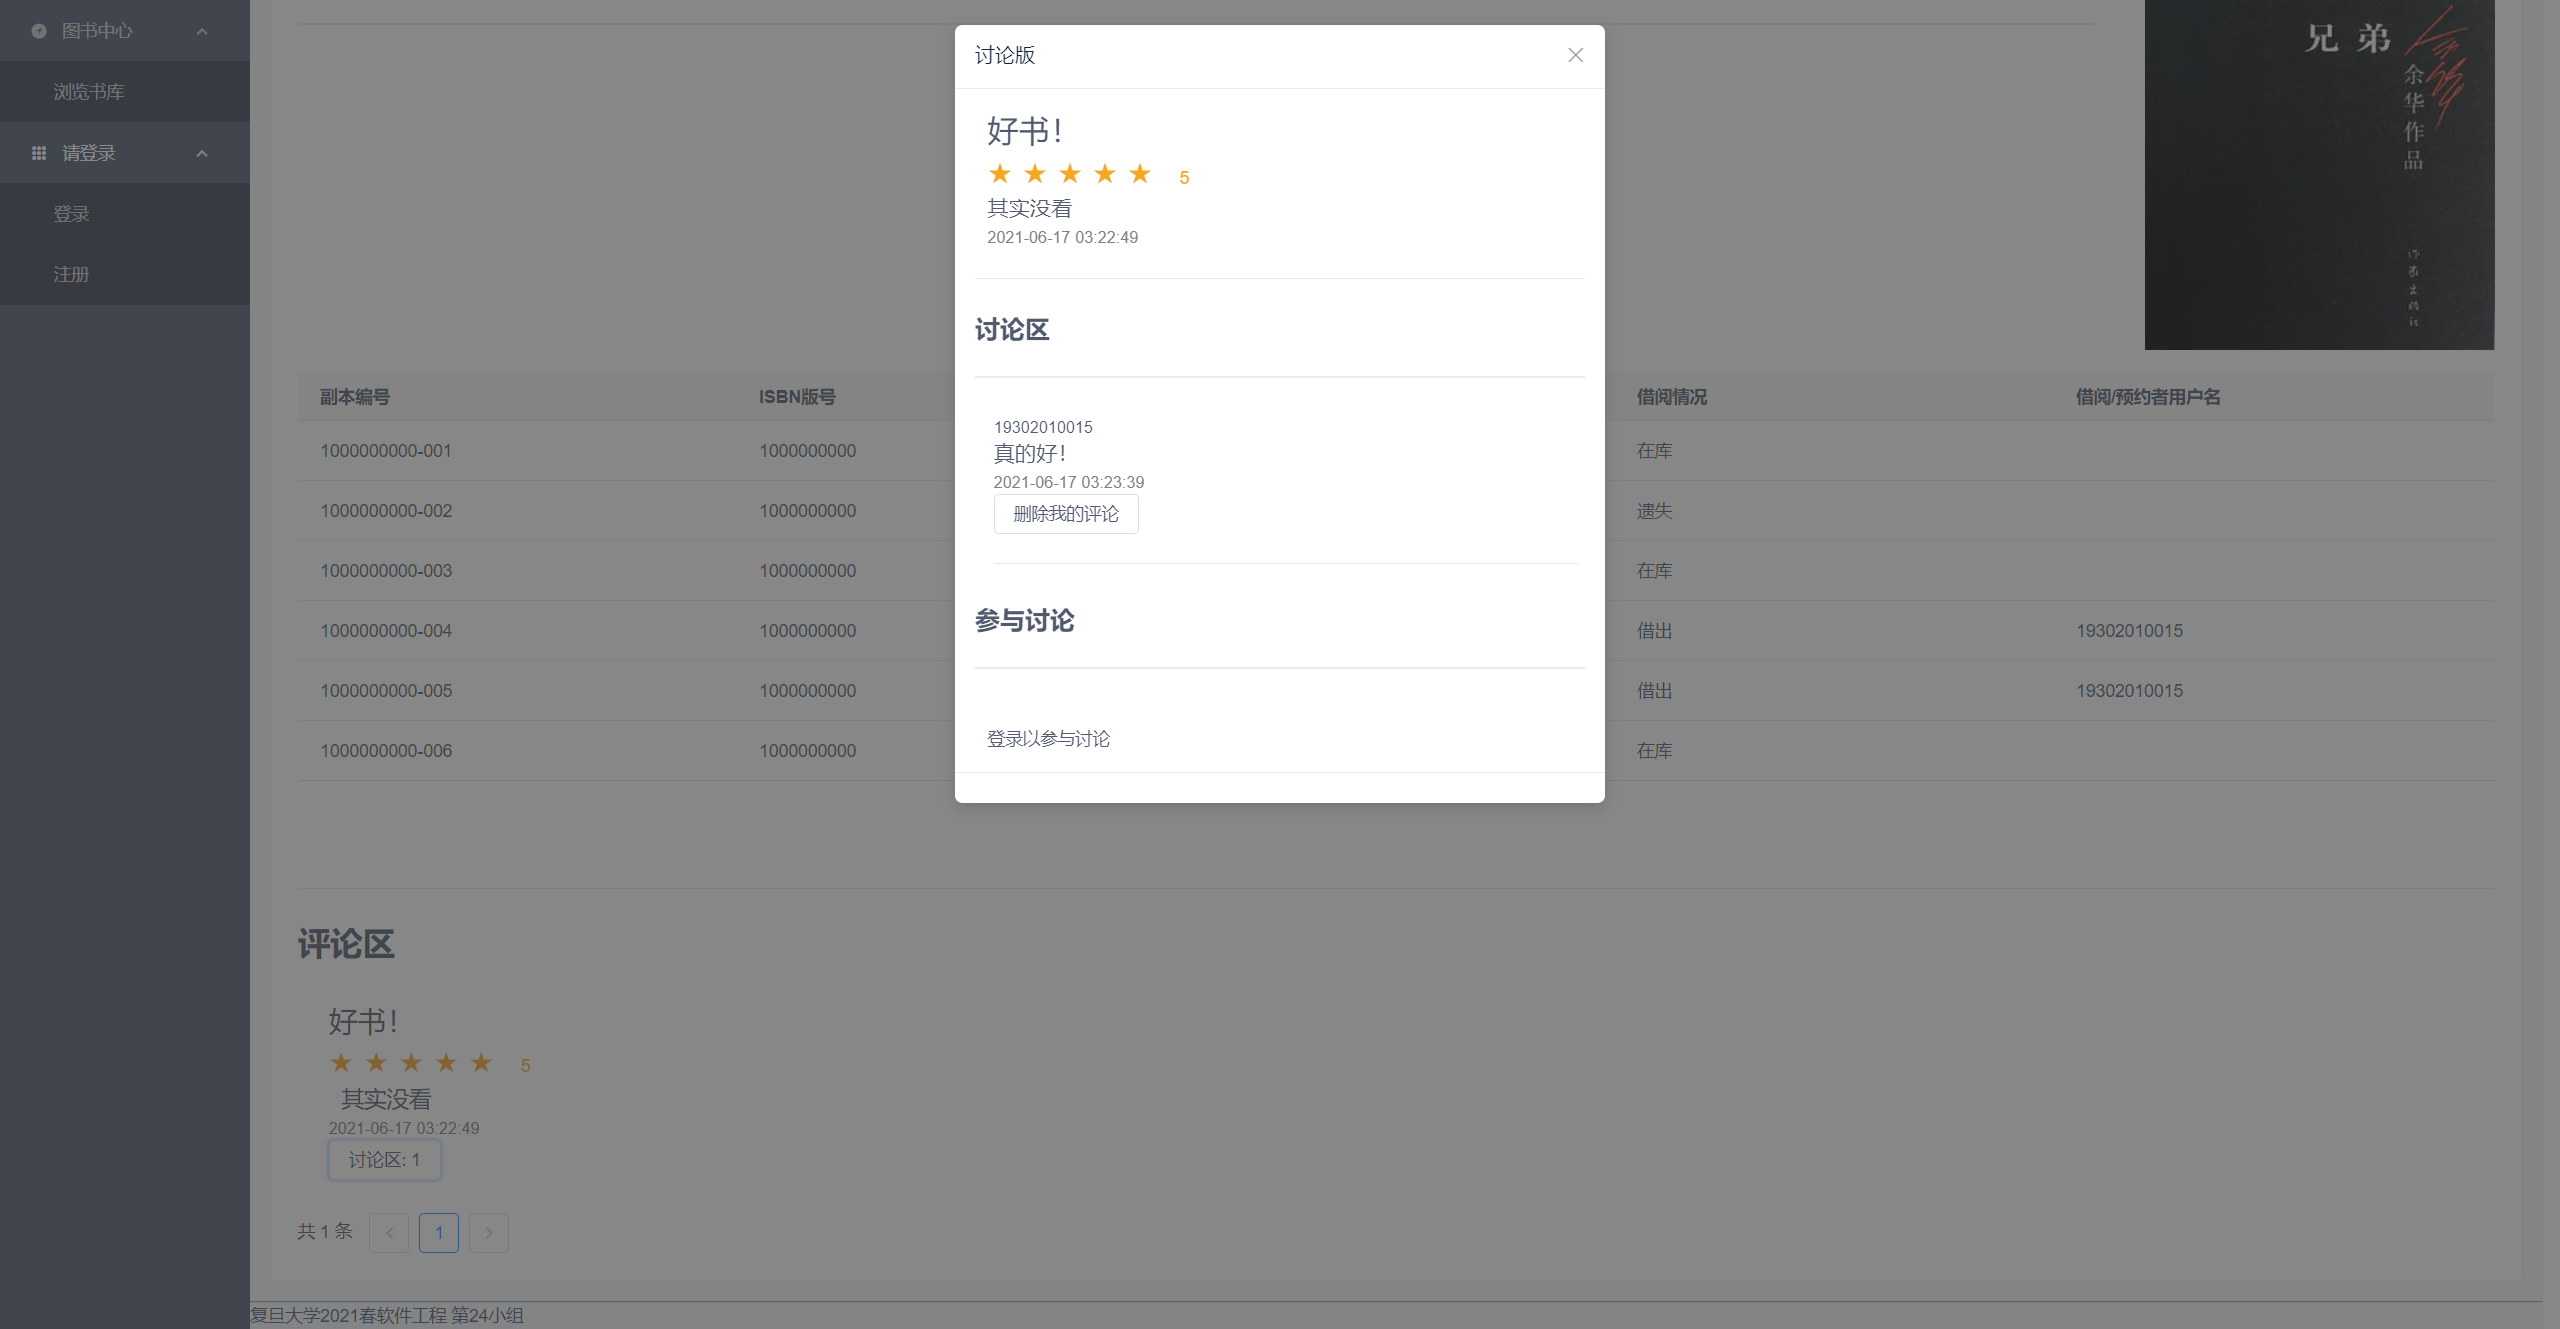 图书中心
浏览书库
请登录
登录
注册
兄弟
余华作品
讨论版
好书！
5
其实没看
2021-06-17 03:22:49
讨论区
19302010015
真的好！
2021-06-17 03:23:39
删除我的评论
参与讨论
登录以参与讨论
副本编号 ISBN版号 借阅情况 借阅/预约者用户名
1000000000-001 1000000000 在库
1000000000-002 1000000000 遗失
1000000000-003 1000000000 在库
1000000000-004 1000000000 借出 19302010015
1000000000-005 1000000000 借出 19302010015
1000000000-006 1000000000 在库
评论区
好书！
5
其实没看
2021-06-17 03:22:49
讨论区: 1
共 1 条 1
复旦大学2021春软件工程 第24小组